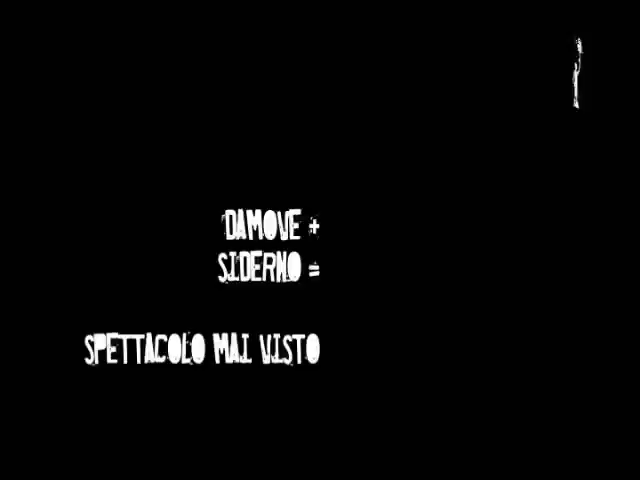 DAMOVE +
SIDERNO =
SPETTACOLO MAI VISTO